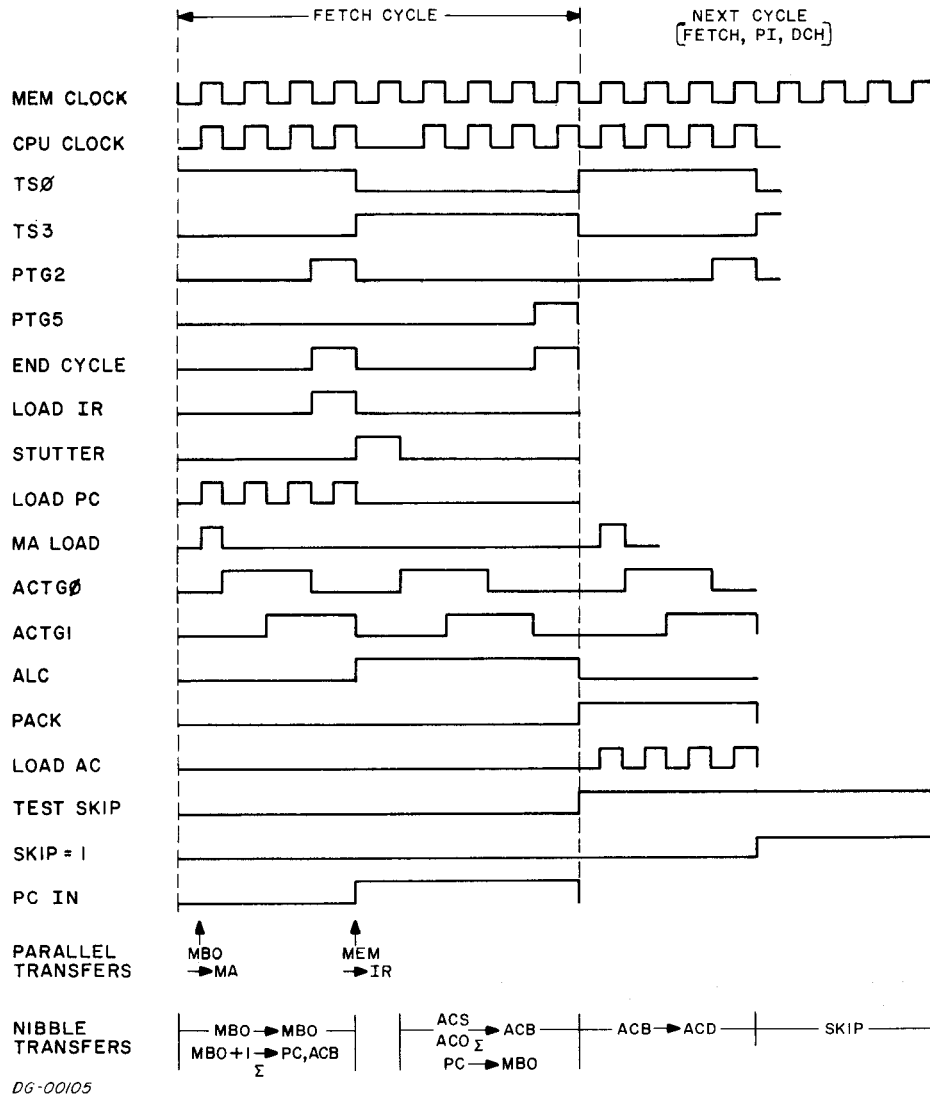 FETCH CYCLE
NEXT CYCLE
[FETCH, PI, DCH]
MEM CLOCK
CPU CLOCK
TSØ
TS3
PTG2
PTG5
END CYCLE
LOAD IR
STUTTER
LOAD PC
MA LOAD
ACTGØ
ACTG1
ALC
PACK
LOAD AC
TEST SKIP
SKIP = 1
PC IN
PARALLEL TRANSFERS
MBO →MA
MEM →IR
NIBBLE TRANSFERS
MBO→MBO
MBO+1→PC,ACB
Σ
ACS
ACO Σ → ACB
PC→MBO
ACB→ACD
SKIP
DG-00105